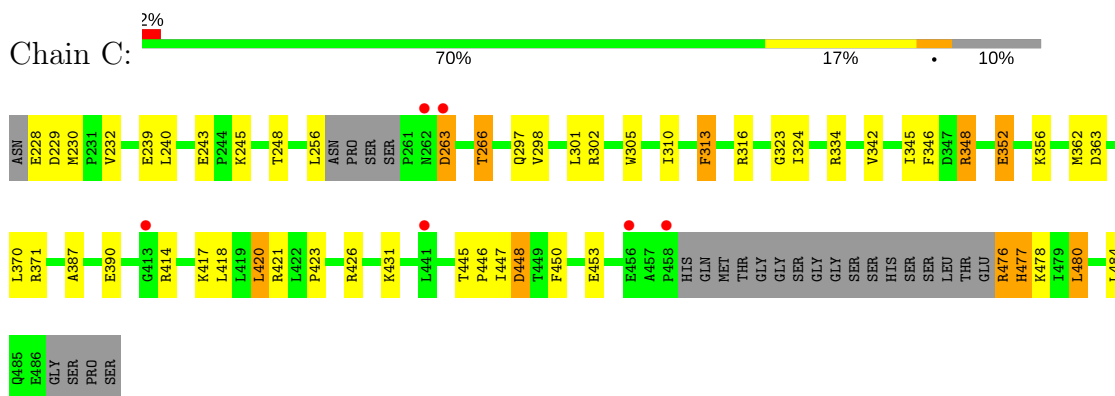 2%
Chain C:
70% 17% • 10%
ASN E228 D229 M230 P231 V232 E239 L240 E243 P244 K245 T248 L256 ASN PRO SER SER P261 N262 D263 T266 Q297 V298 L301 R302 W305 I310 F313 R316 G323 I324 R334 V342 I345 F346 D347 R348 E352 K356 M362 D363
L370 R371 A387 E390 G413 R414 K417 L418 L419 L420 R421 L422 P423 R426 K431 L441 T445 P446 I447 D448 T449 F450 E453 E456 A457 P458 HIS GLN MET THR GLY GLY SER GLY GLY SER SER HIS SER SER LEU THR GLU R476 H477 K478 I479 L480 L484
Q485 E486 GLY SER PRO SER